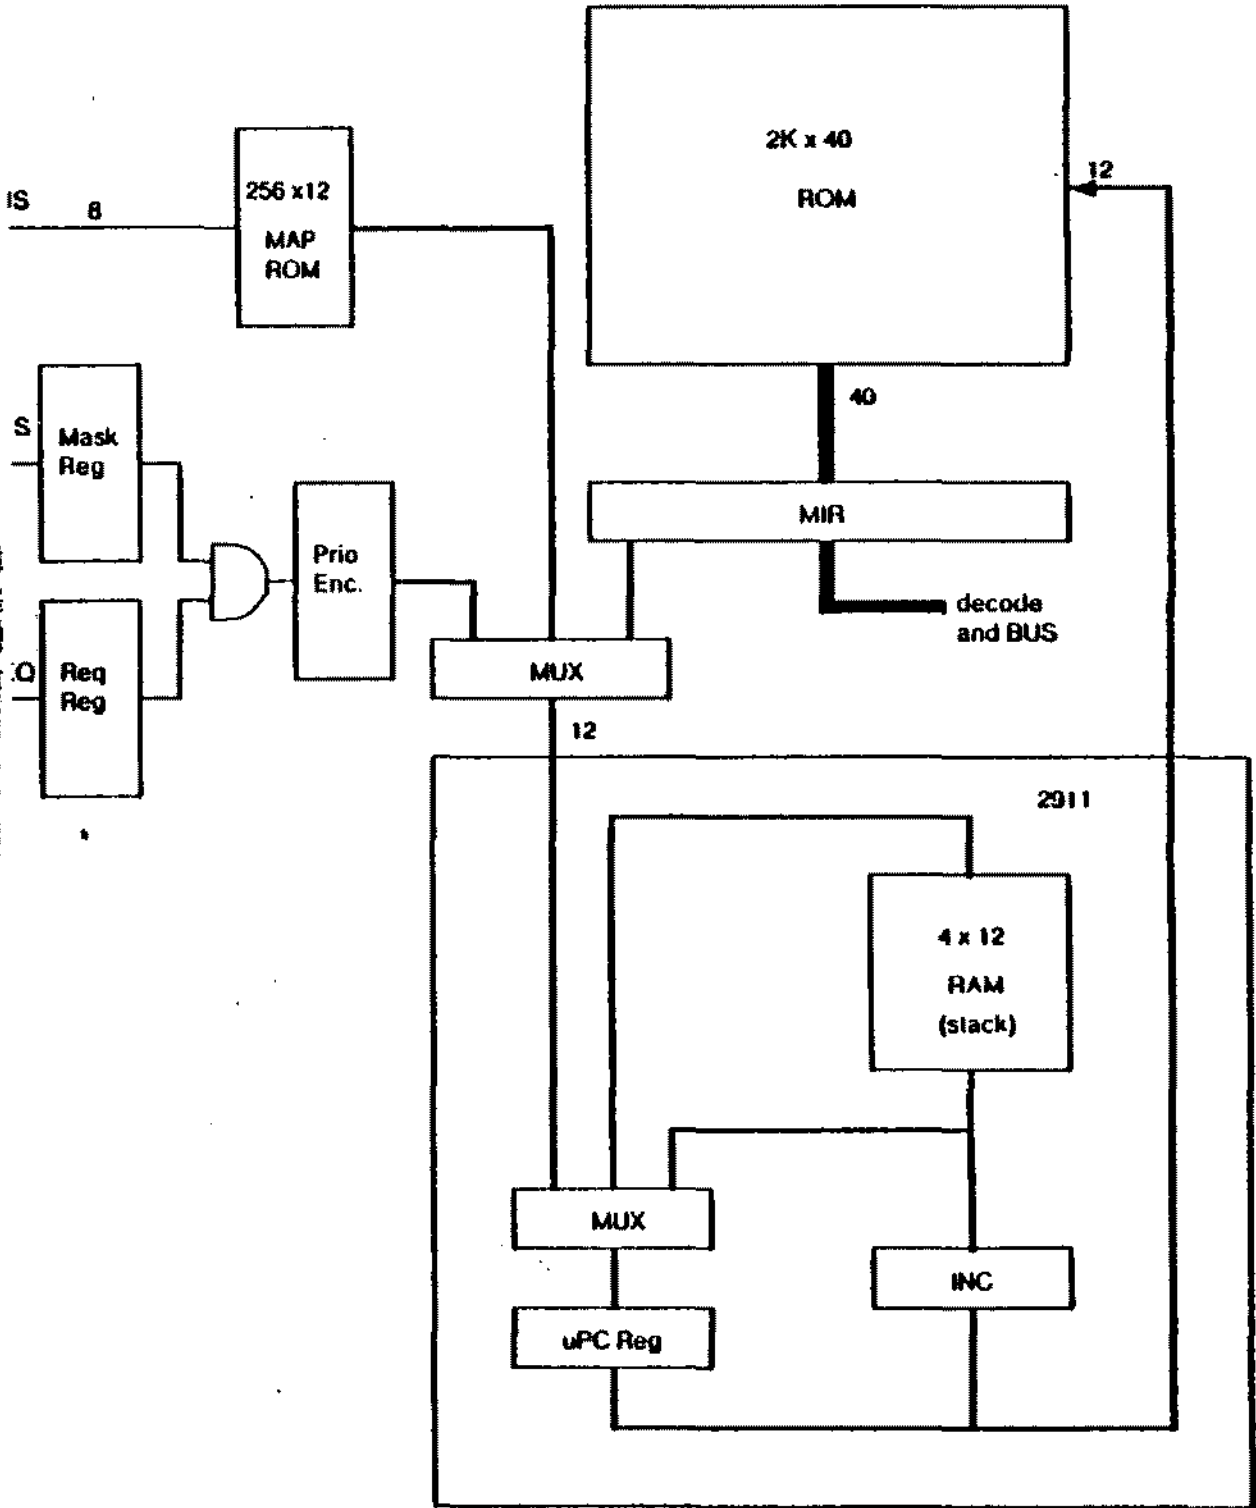 2K x 40
ROM
12
IS
8
256 x12
MAP
ROM
40
S
Mask
Reg
MIR
Prio
Enc.
decode
and BUS
Q
Req
Reg
MUX
12
2911
4 x 12
RAM
(stack)
MUX
INC
uPC Reg